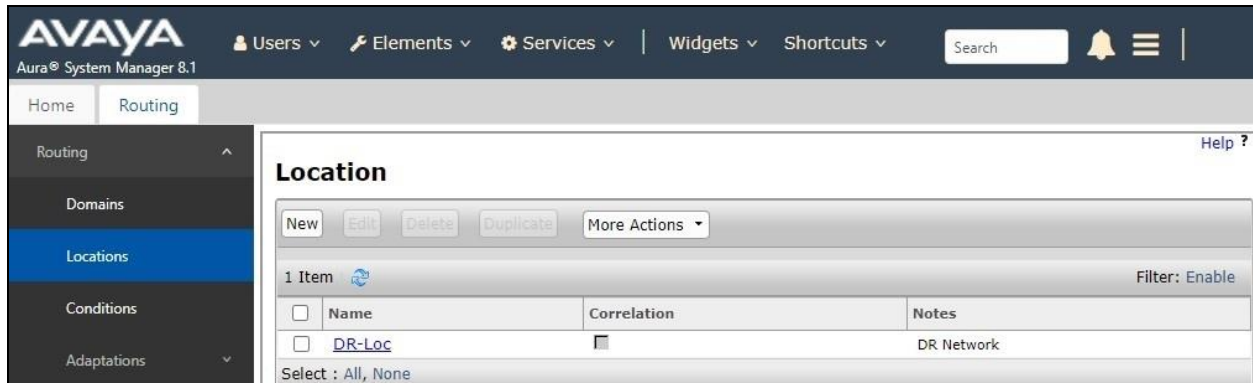 AVAYA
Aura® System Manager 8.1
Users Elements Services Widgets Shortcuts Search
Home Routing
Routing
Domains
Locations
Conditions
Adaptations
Help ?
Location
New Edit Delete Duplicate More Actions
1 Item Filter: Enable
Name Correlation Notes
DR-Loc DR Network
Select : All, None